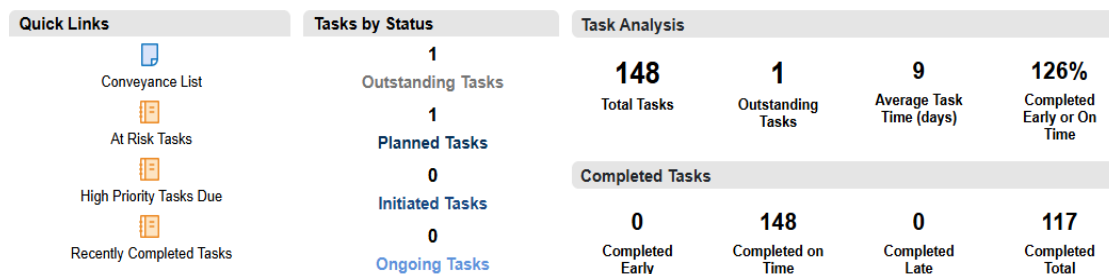 Quick Links
Conveyance List
At Risk Tasks
High Priority Tasks Due
Recently Completed Tasks
Tasks by Status
1
Outstanding Tasks
1
Planned Tasks
0
Initiated Tasks
0
Ongoing Tasks
Task Analysis
148
Total Tasks
1
Outstanding
Tasks
9
Average Task
Time (days)
126%
Completed
Early or On
Time
Completed Tasks
0
Completed
Early
148
Completed on
Time
0
Completed
Late
117
Completed
Total